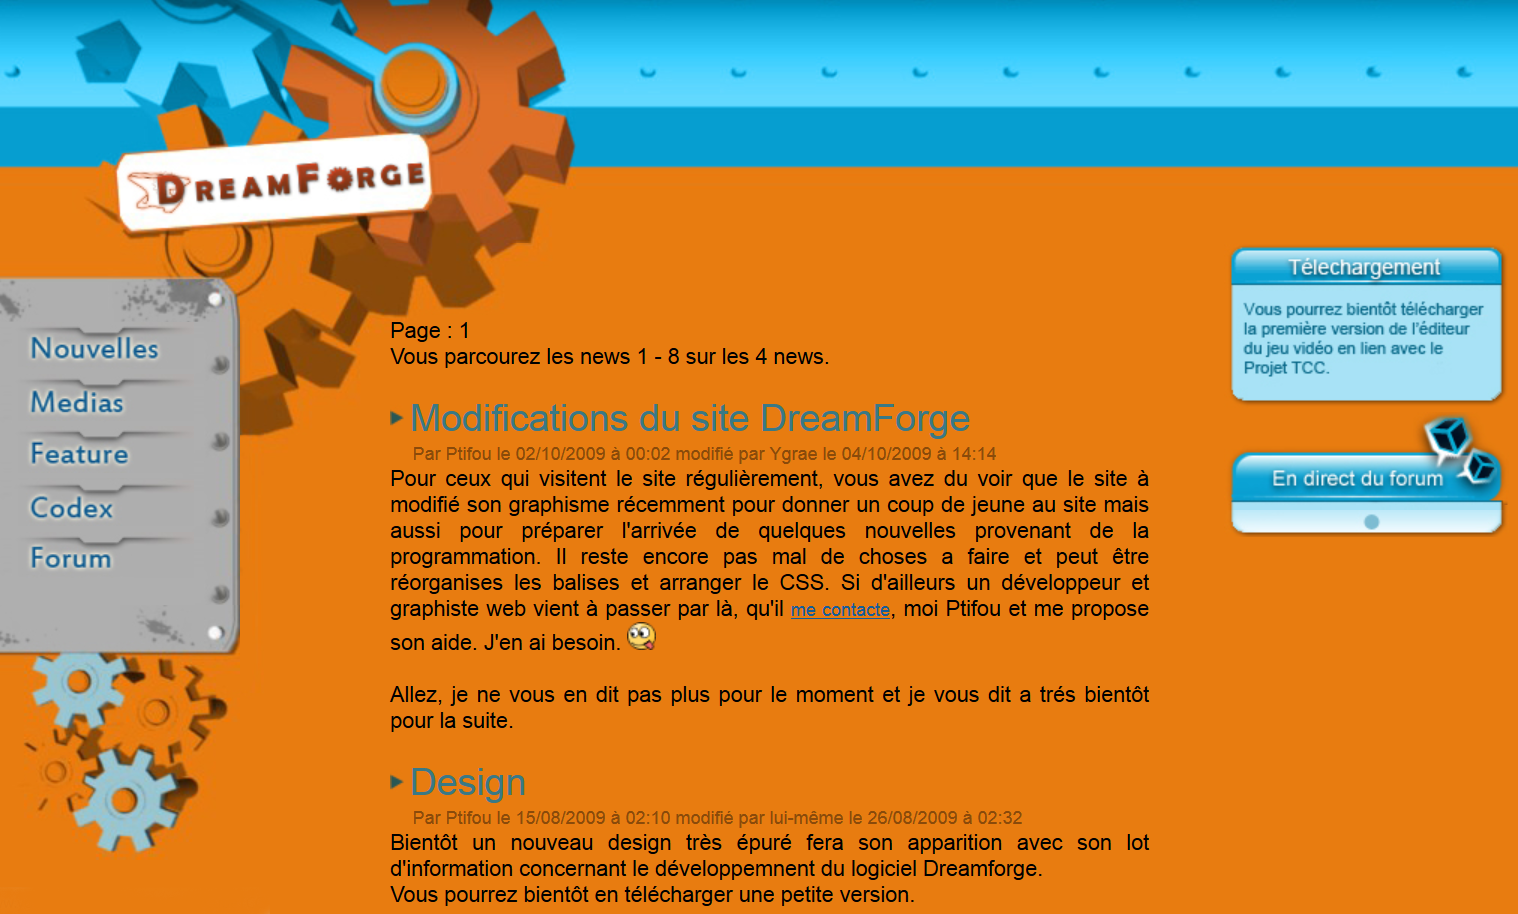 DREAMFORGE
Nouvelles
Medias
Feature
Codex
Forum
Page : 1
Vous parcourez les news 1 - 8 sur les 4 news.
Modifications du site DreamForge
Par Ptifou le 02/10/2009 à 00:02 modifié par Ygrae le 04/10/2009 à 14:14
Pour ceux qui visitent le site régulièrement, vous avez du voir que le site à
modifié son graphisme récemment pour donner un coup de jeune au site mais
aussi pour préparer l'arrivée de quelques nouvelles provenant de la
programmation. Il reste encore pas mal de choses a faire et peut être
réorganises les balises et arranger le CSS. Si d'ailleurs un développeur et
graphiste web vient à passer par là, qu'il me contacte, moi Ptifou et me propose
son aide. J'en ai besoin.
Allez, je ne vous en dit pas plus pour le moment et je vous dit a trés bientôt
pour la suite.
Design
Par Ptifou le 15/08/2009 à 02:10 modifié par lui-même le 26/08/2009 à 02:32
Bientôt un nouveau design très épuré fera son apparition avec son lot
d'information concernant le développemnent du logiciel Dreamforge.
Vous pourrez bientôt en télécharger une petite version.
Télechargement
Vous pourrez bientôt télécharger
la première version de l'éditeur
du jeu vidéo en lien avec le
Projet TCC.
En direct du forum